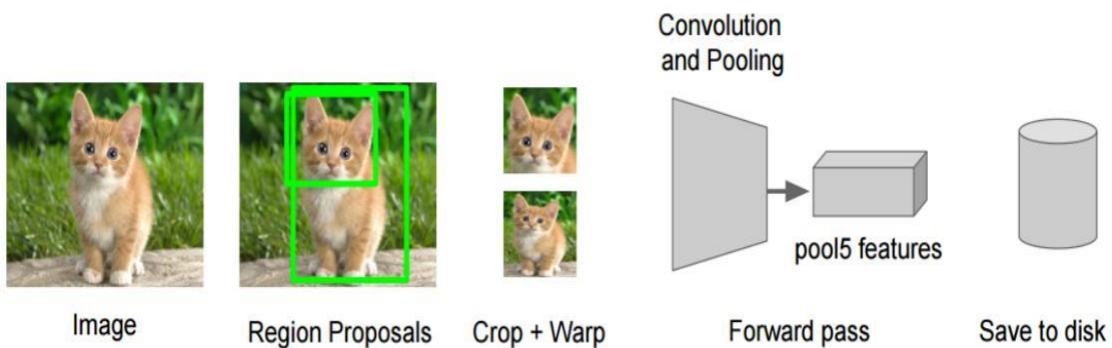 Convolution
and Pooling
pool5 features
Image
Region Proposals
Crop + Warp
Forward pass
Save to disk